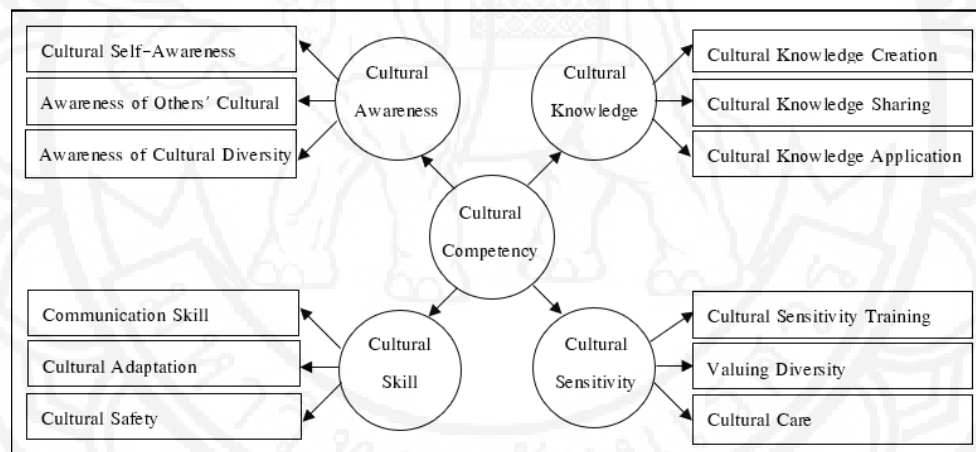 Cultural Self-Awareness
Awareness of Others' Cultural
Awareness of Cultural Diversity
Cultural
Awareness
Cultural
Knowledge
Cultural Knowledge Creation
Cultural Knowledge Sharing
Cultural Knowledge Application
Cultural
Competency
Communication Skill
Cultural Adaptation
Cultural Safety
Cultural
Skill
Cultural
Sensitivity
Cultural Sensitivity Training
Valuing Diversity
Cultural Care